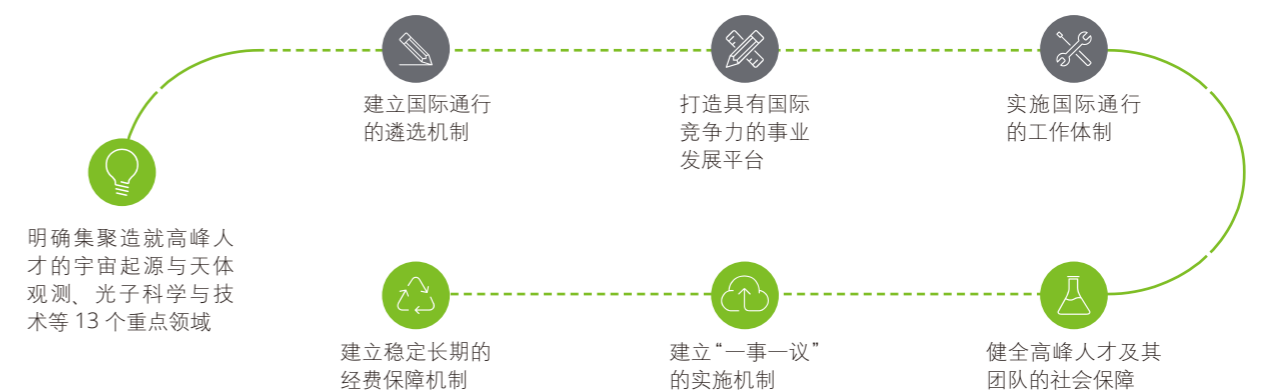 明确集聚造就高峰人
才的宇宙起源与天体
观测、光子科学与技
术等 13 个重点领域
建立国际通行
的遴选机制
打造具有国际
竞争力的事业
发展平台
实施国际通行
的工作体制
健全高峰人才及其
团队的社会保障
建立“一事一议”
的实施机制
建立稳定长期的
经费保障机制